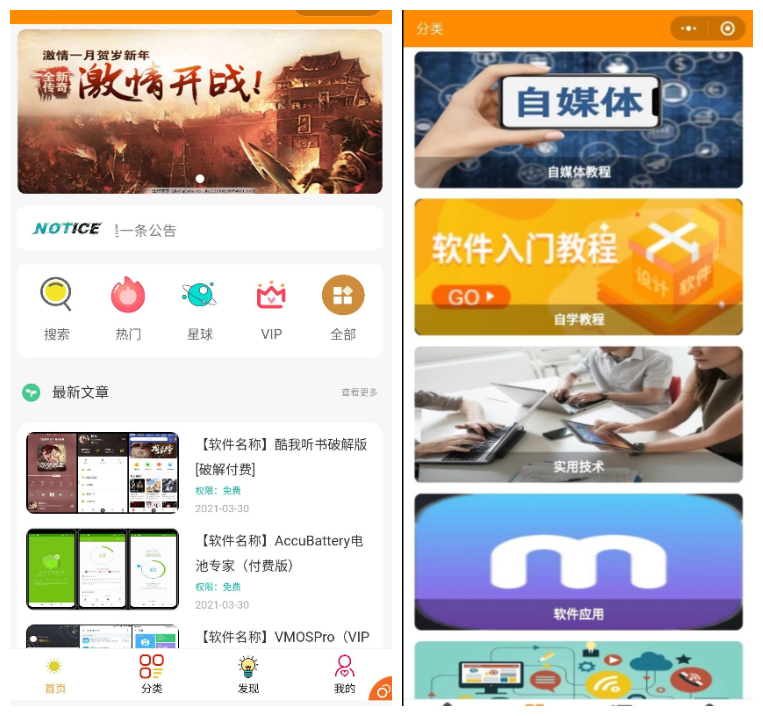 激情一月贺岁新年
全新传奇
激情开战!
NOTICE
一条公告
搜索
热门
星球
VIP
全部
最新文章
查看更多
【软件名称】酷我听书破解版
[破解付费]
权限：免费
2021-03-30
【软件名称】AccuBattery电
池专家（付费版）
权限：免费
2021-03-30
【软件名称】VMOSPro（VIP
首页
分类
发现
我的
分类
自媒体
自媒体教程
软件入门教程
GO
设计
软件
自学教程
实用技术
m
软件应用